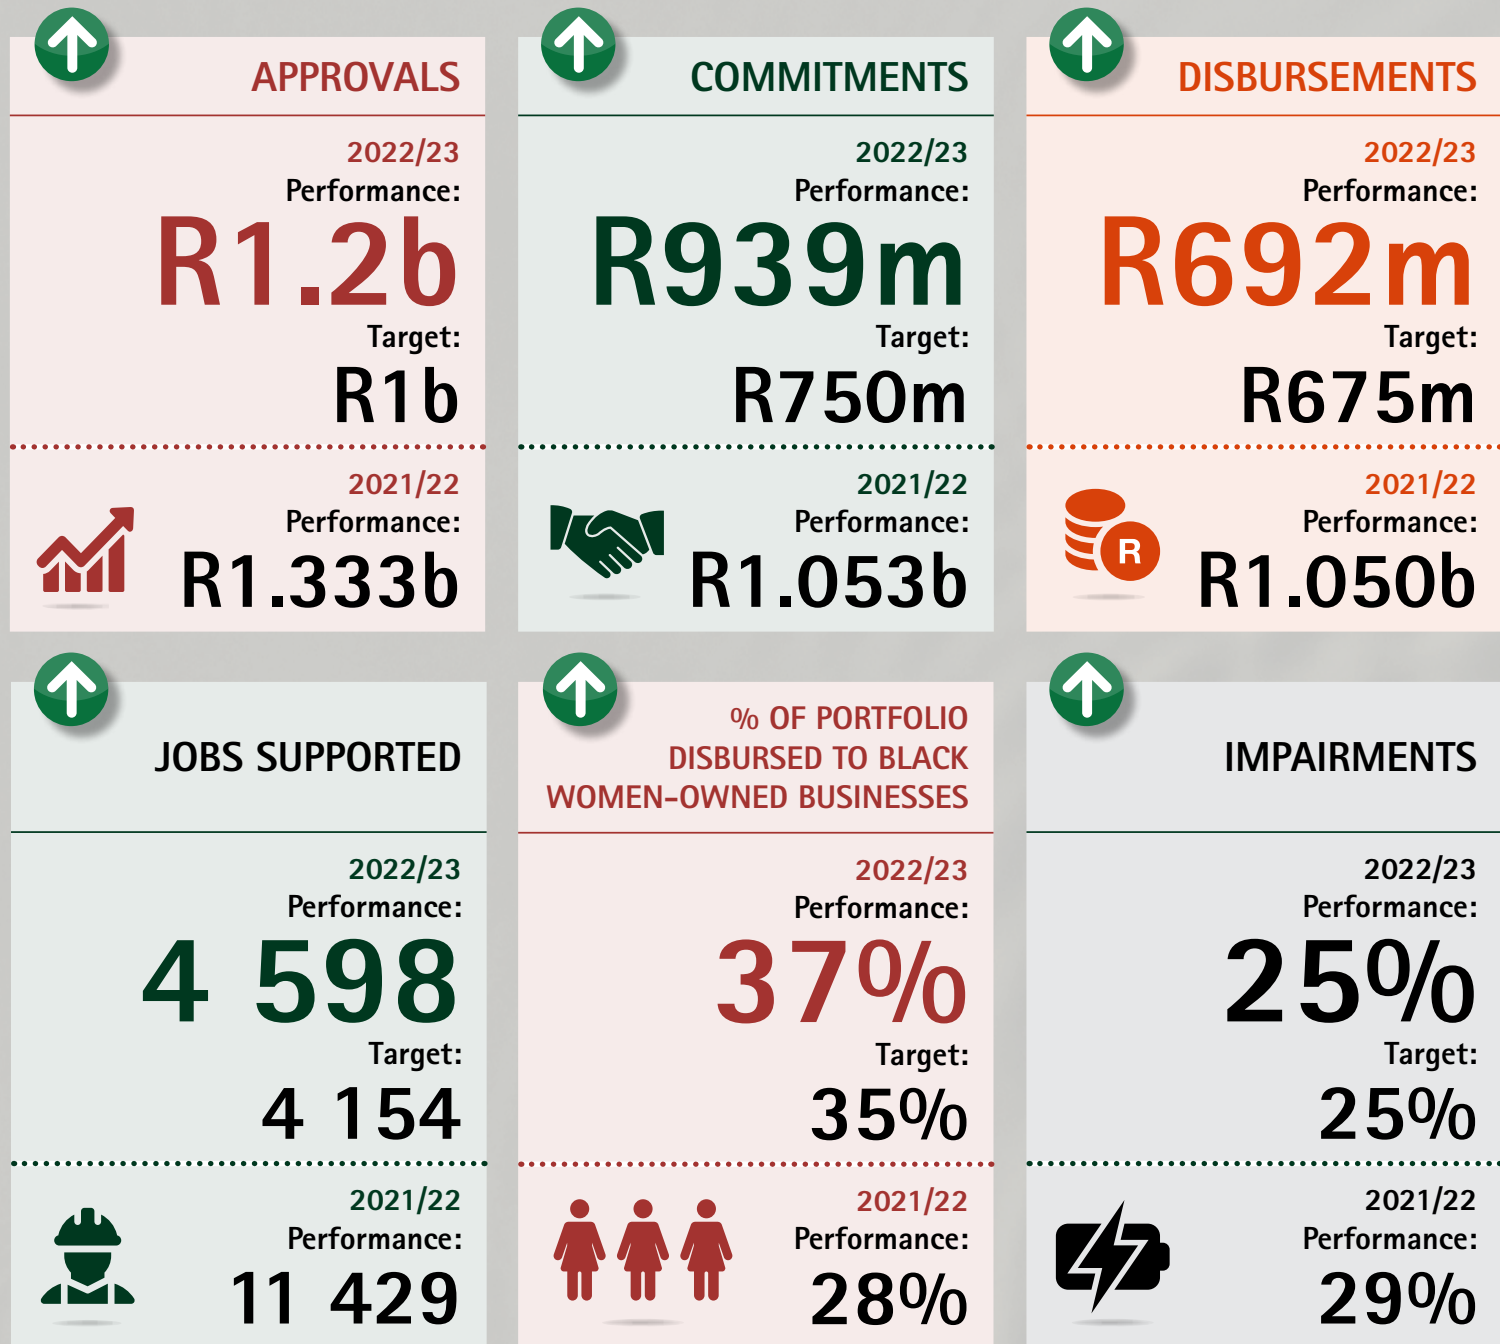 APPROVALS
2022/23
Performance:
R1.2b
Target:
R1b
2021/22
Performance:
R1.333b
COMMITMENTS
2022/23
Performance:
R939m
Target:
R750m
2021/22
Performance:
R1.053b
DISBURSEMENTS
2022/23
Performance:
R692m
Target:
R675m
R
2021/22
Performance:
R1.050b
JOBS SUPPORTED
2022/23
Performance:
4 598
Target:
4 154
2021/22
Performance:
11 429
% OF PORTFOLIO
DISBURSED TO BLACK
WOMEN-OWNED BUSINESSES
2022/23
Performance:
37%
Target:
35%
2021/22
Performance:
28%
IMPAIRMENTS
2022/23
Performance:
25%
Target:
25%
2021/22
Performance:
29%